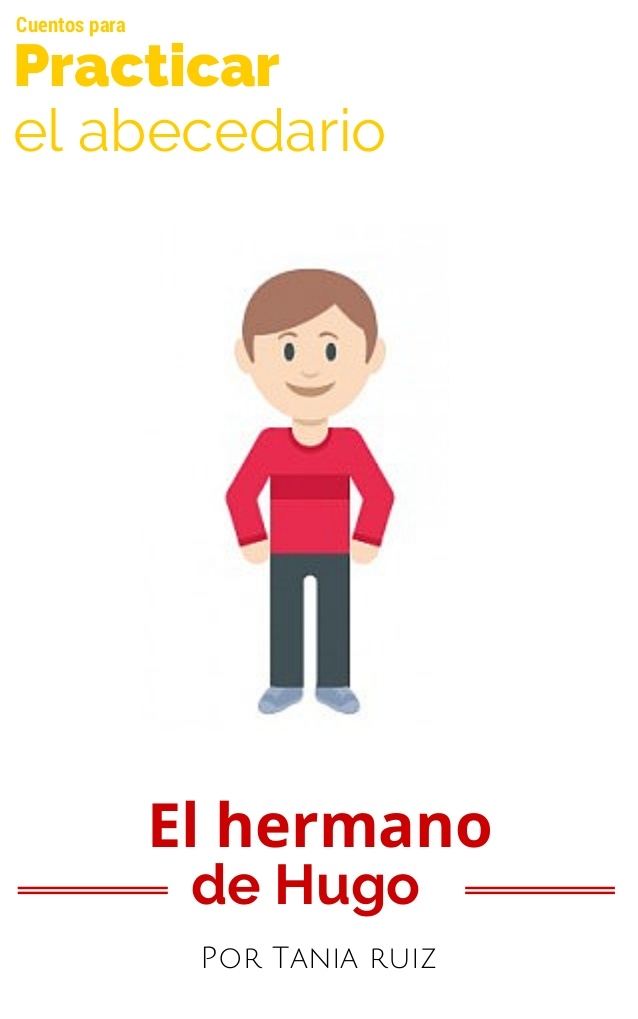 Cuentos para
Practicar
el abecedario
El hermano
de Hugo
Por Tania ruiz